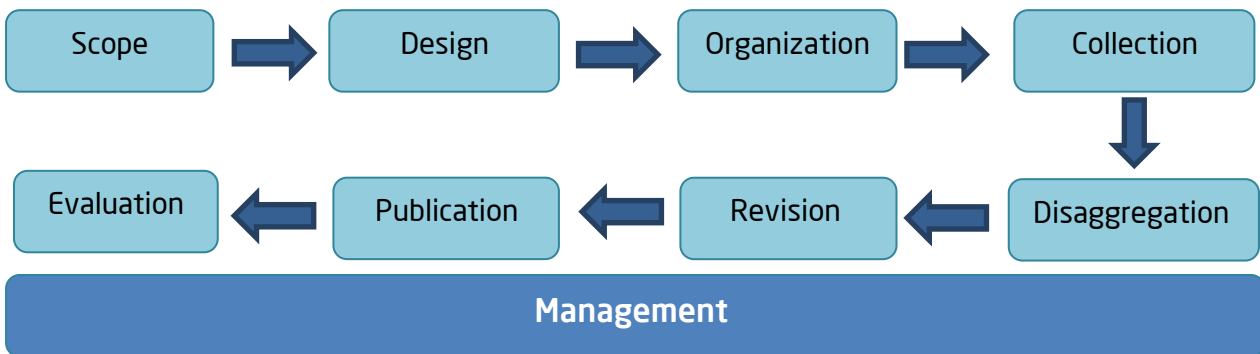 Scope
Design
Organization
Collection
Disaggregation
Revision
Publication
Evaluation
Management